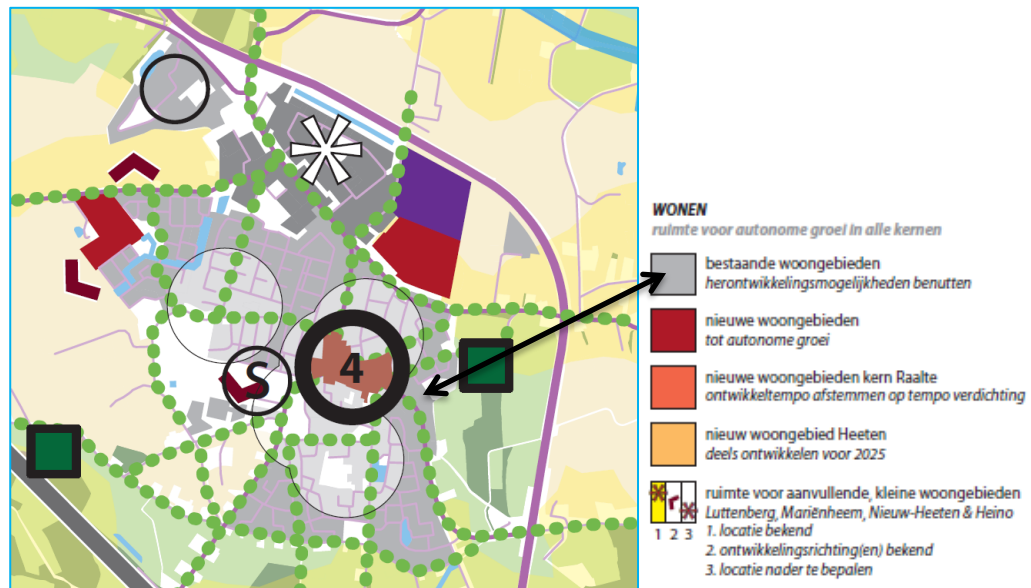 S
4
WONEN
ruimte voor autonome groei in alle kernen
bestaande woongebieden
herontwikkelingsmogelijkheden benutten
nieuwe woongebieden
tot autonome groei
nieuwe woongebieden kern Raalte
ontwikkeltempo afstemmen op tempo verdichting
nieuw woongebied Heeten
deels ontwikkelen voor 2025
ruimte voor aanvullende, kleine woongebieden
Luttenberg, Mariënheem, Nieuw-Heeten & Heino
1. locatie bekend
1 2 3
2. ontwikkelingsrichting(en) bekend
3. locatie nader te bepalen